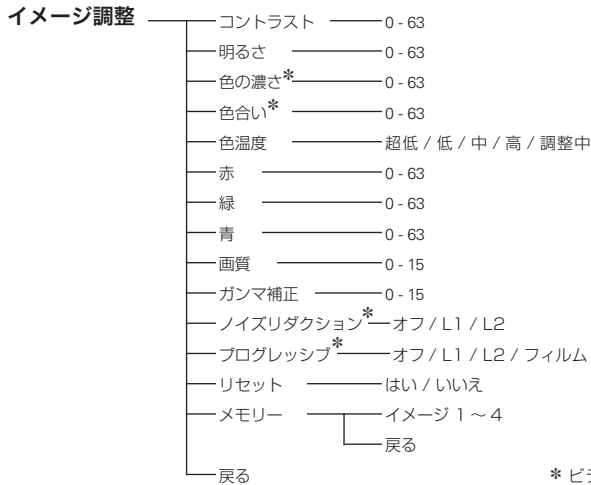 イメージ調整
コントラスト 0 - 63
明るさ 0 - 63
色の濃さ* 0 - 63
色合い* 0 - 63
色温度 超低 / 低 / 中 / 高 / 調整中
赤 0 - 63
緑 0 - 63
青 0 - 63
画質 0 - 15
ガンマ補正 0 - 15
ノイズリダクション* オフ / L1 / L2
プログレッシブ* オフ / L1 / L2 / フィルム
リセット はい / いいえ
メモリー イメージ 1 ～ 4
戻る
戻る
* ビ